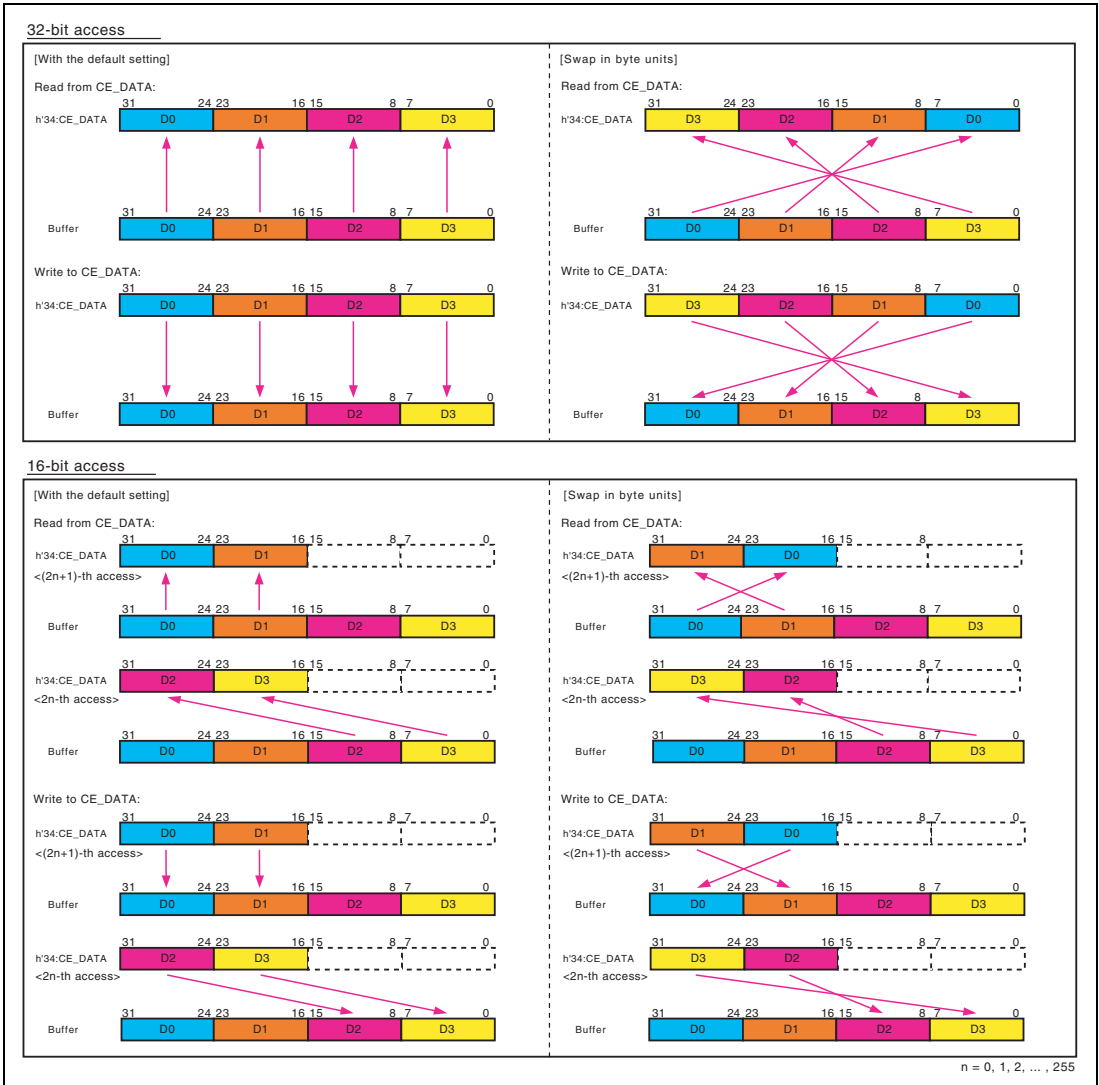 32-bit access
[With the default setting]
Read from CE_DATA:
31 24 23 16 15 8 7 0
h'34:CE_DATA D0 D1 D2 D3
31 24 23 16 15 8 7 0
Buffer D0 D1 D2 D3
Write to CE_DATA:
31 24 23 16 15 8 7 0
h'34:CE_DATA D0 D1 D2 D3
31 24 23 16 15 8 7 0
Buffer D0 D1 D2 D3
[Swap in byte units]
Read from CE_DATA:
31 24 23 16 15 8 7 0
h'34:CE_DATA D3 D2 D1 D0
31 24 23 16 15 8 7 0
Buffer D0 D1 D2 D3
Write to CE_DATA:
31 24 23 16 15 8 7 0
h'34:CE_DATA D3 D2 D1 D0
31 24 23 16 15 8 7 0
Buffer D0 D1 D2 D3
16-bit access
[With the default setting]
Read from CE_DATA:
31 24 23 16 15 8 7 0
h'34:CE_DATA D0 D1
<(2n+1)-th access>
31 24 23 16 15 8 7 0
Buffer D0 D1 D2 D3
31 24 23 16 15 8 7 0
h'34:CE_DATA D2 D3
<2n-th access>
31 24 23 16 15 8 7 0
Buffer D0 D1 D2 D3
Write to CE_DATA:
31 24 23 16 15 8 7 0
h'34:CE_DATA D0 D1
<(2n+1)-th access>
31 24 23 16 15 8 7 0
Buffer D0 D1 D2 D3
31 24 23 16 15 8 7 0
h'34:CE_DATA D2 D3
<2n-th access>
31 24 23 16 15 8 7 0
Buffer D0 D1 D2 D3
[Swap in byte units]
Read from CE_DATA:
31 24 23 16 15 8
h'34:CE_DATA D1 D0
<(2n+1)-th access>
31 24 23 16 15 8 7 0
Buffer D0 D1 D2 D3
31 24 23 16 15 8 7 0
h'34:CE_DATA D3 D2
<2n-th access>
31 24 23 16 15 8 7 0
Buffer D0 D1 D2 D3
Write to CE_DATA:
31 24 23 16 15 8 7 0
h'34:CE_DATA D1 D0
<(2n+1)-th access>
31 24 23 16 15 8 7 0
Buffer D0 D1 D2 D3
31 24 23 16 15 8 7 0
h'34:CE_DATA D3 D2
<2n-th access>
31 24 23 16 15 8 7 0
Buffer D0 D1 D2 D3
n = 0, 1, 2, ... , 255